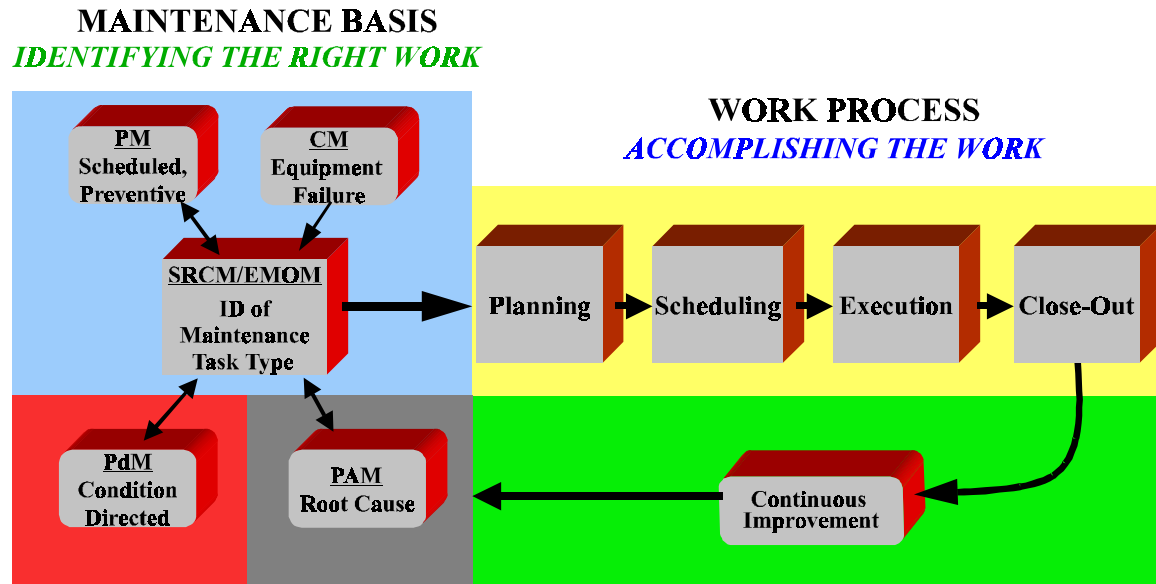 MAINTENANCE BASIS
IDENTIFYING THE RIGHT WORK
WORK PROCESS
ACCOMPLISHING THE WORK
PM
Scheduled,
Preventive
CM
Equipment
Failure
SRCM/EMOM
ID of
Maintenance
Task Type
Planning
Scheduling
Execution
Close-Out
PdM
Condition
Directed
PAM
Root Cause
Continuous
Improvement